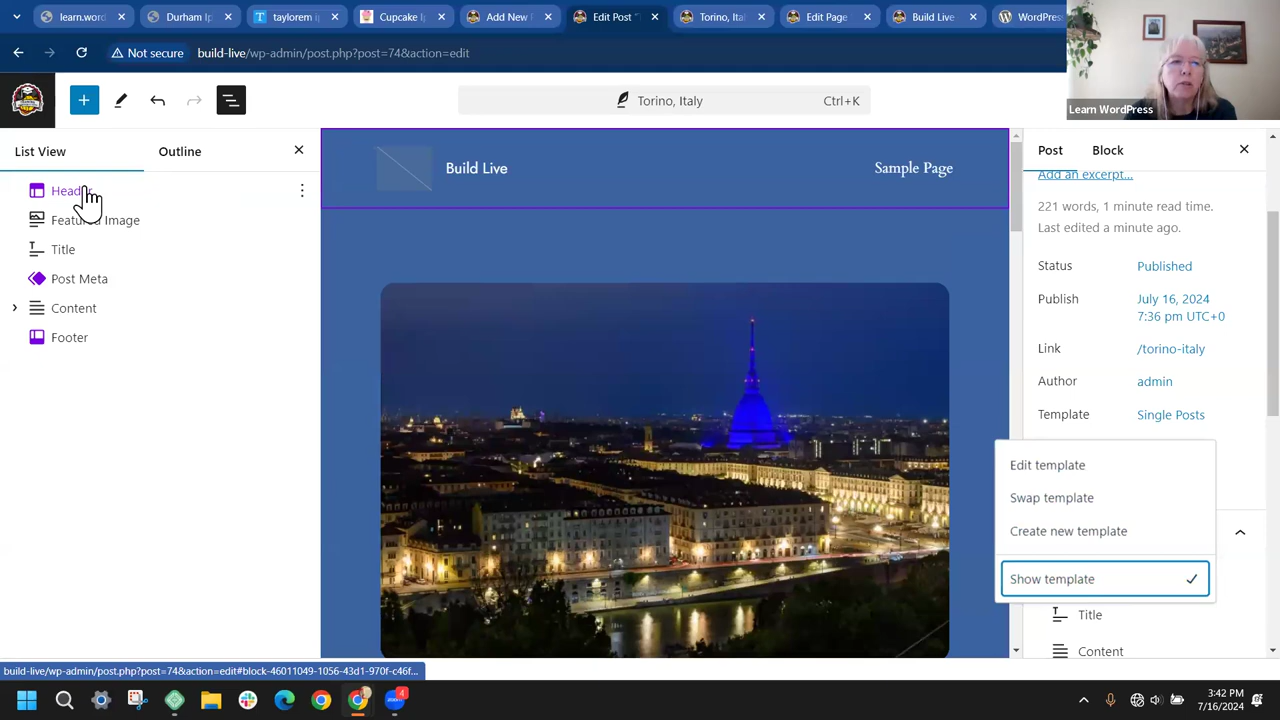 learn.word
Durham Ip
taylorem i
Cupcake I
Add New
Edit Post "
Torino, Ital
Edit Page
Build Live
WordPress
Not secure
build-live/wp-admin/post.php?post=74&action=edit
Learn WordPress
Torino, Italy
Ctrl+K
List View
Outline
Header
Featured Image
Title
Post Meta
Content
Footer
Build Live
Sample Page
Post
Block
Add an excerpt...
221 words, 1 minute read time.
Last edited a minute ago.
Status
Published
Publish
July 16, 2024
7:36 pm UTC+0
Link
/torino-italy
Author
admin
Template
Single Posts
Edit template
Swap template
Create new template
Show template
Title
Content
build-live/wp-admin/post.php?post=74&action=edit#block-46011049-1056-43d1-970f-c46f...
4
3:42 PM
7/16/2024